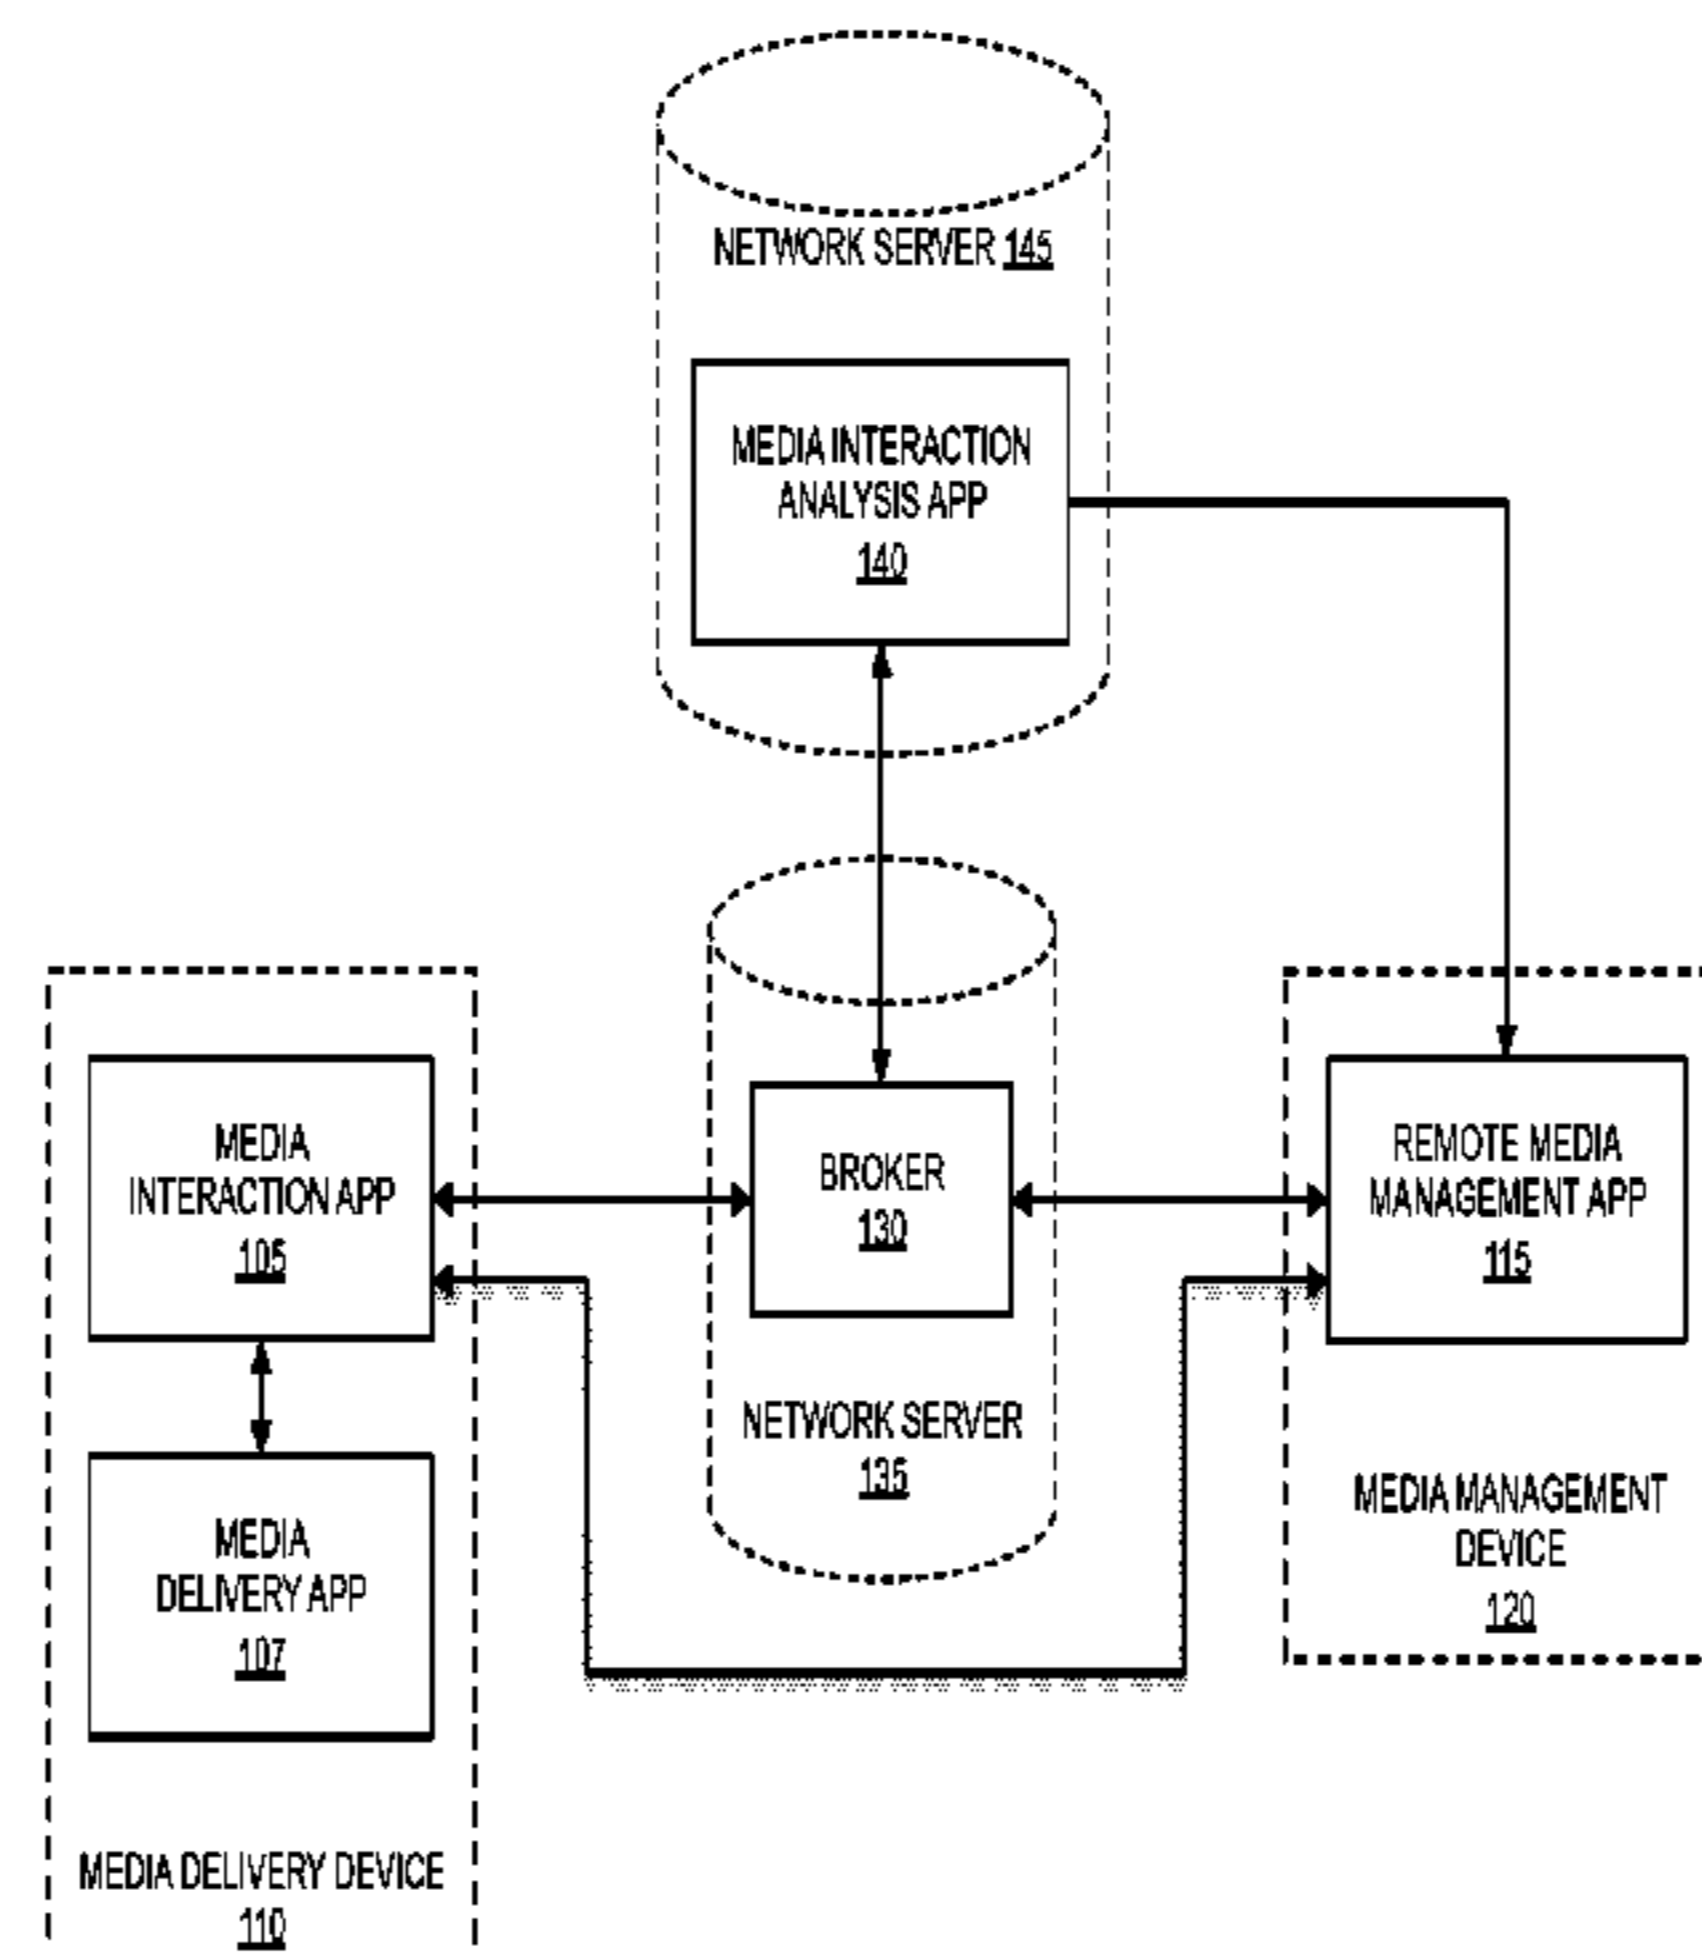 NETWORK SERVER 145
MEDIA INTERACTION
ANALYSIS APP
140
MEDIA
INTERACTION APP
105
BROKER
130
REMOTE MEDIA
MANAGEMENT APP
115
NETWORK SERVER
135
MEDIA
DELIVERY APP
107
MEDIA MANAGEMENT
DEVICE
120
MEDIA DELIVERY DEVICE
110